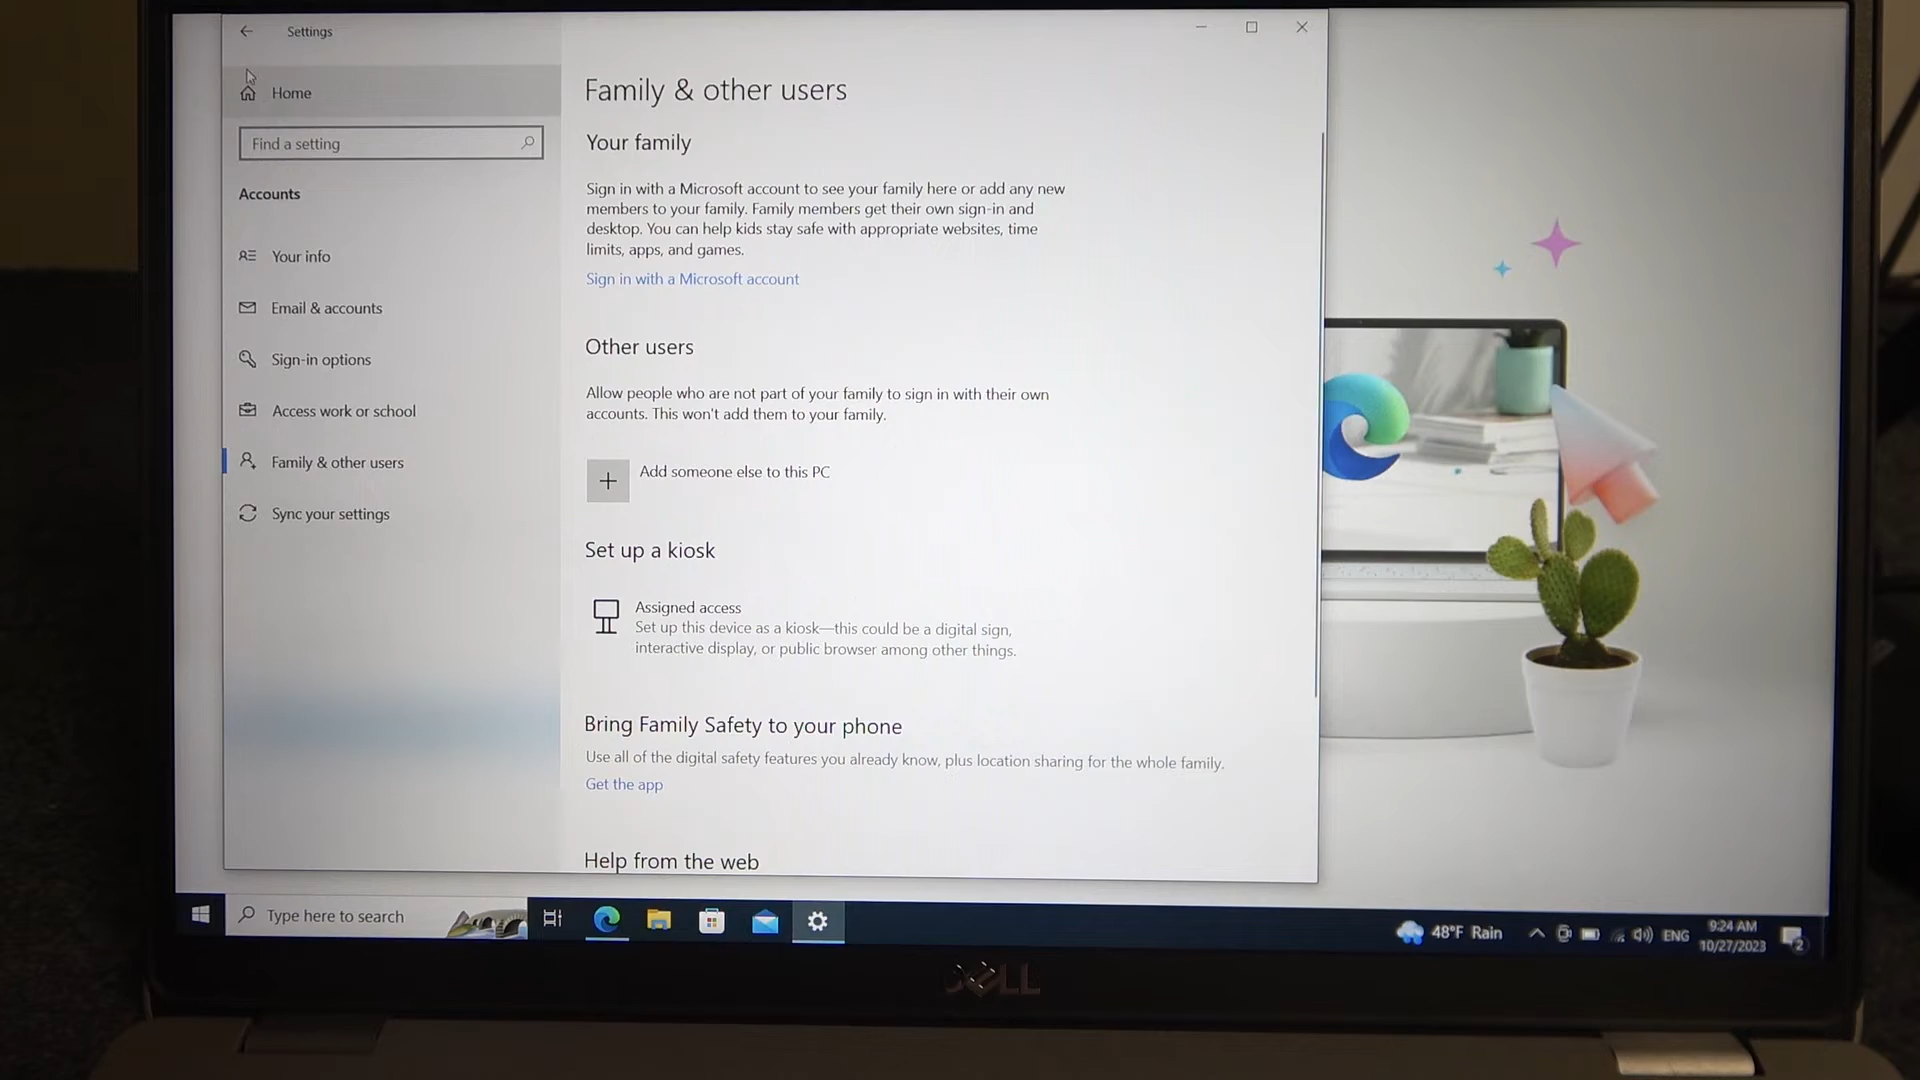 Settings
Home
Find a setting
Accounts
Your info
Email & accounts
Sign-in options
Access work or school
Family & other users
Sync your settings
Family & other users
Your family
Sign in with a Microsoft account to see your family here or add any new
members to your family. Family members get their own sign-in and
desktop. You can help kids stay safe with appropriate websites, time
limits, apps, and games.
Sign in with a Microsoft account
Other users
Allow people who are not part of your family to sign in with their own
accounts. This won't add them to your family.
Add someone else to this PC
Set up a kiosk
Assigned access
Set up this device as a kiosk—this could be a digital sign,
interactive display, or public browser among other things.
Bring Family Safety to your phone
Use all of the digital safety features you already know, plus location sharing for the whole family.
Get the app
Help from the web
Type here to search
48°F Rain
ENG
9:24 AM
10/27/2023
2
DELL